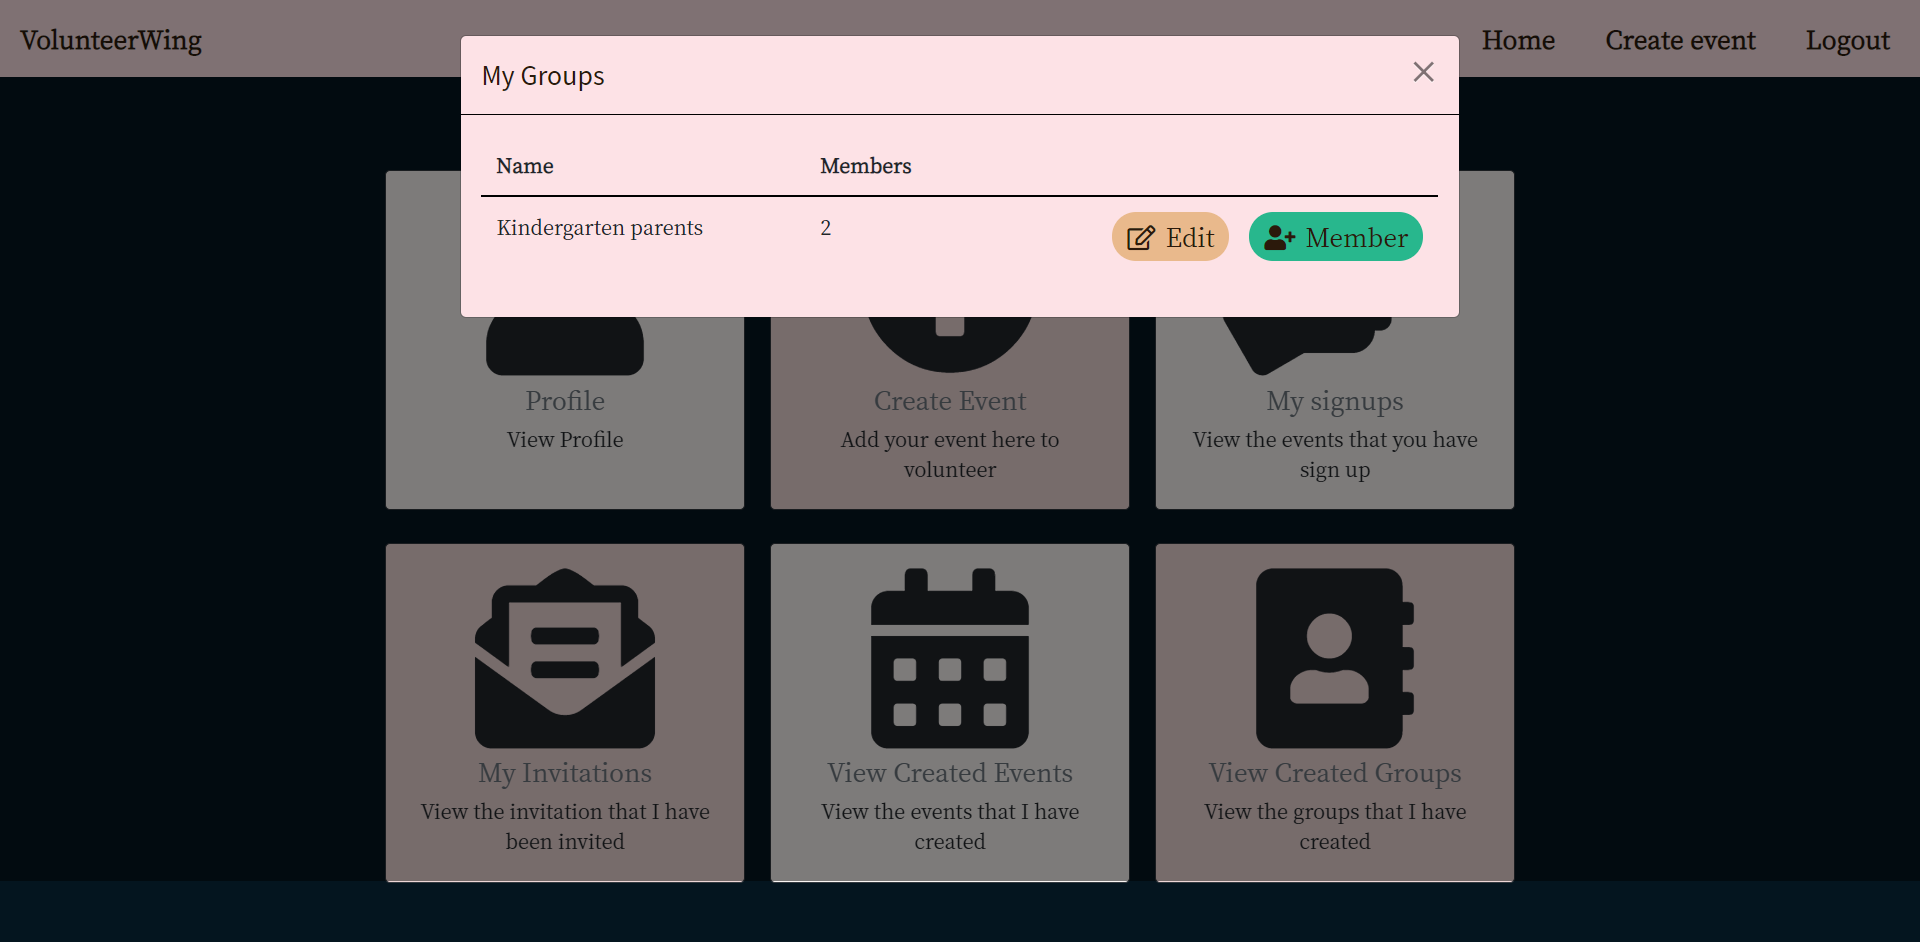 VolunteerWing
Home
Create event
Logout
My Groups
Name
Members
Kindergarten parents
2
Edit
Member
Profile
View Profile
Create Event
Add your event here to
volunteer
My signups
View the events that you have
sign up
My Invitations
View the invitation that I have
been invited
View Created Events
View the events that I have
created
View Created Groups
View the groups that I have
created